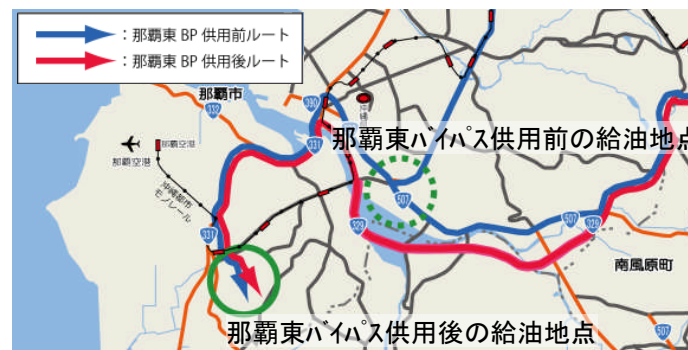 :那覇東 BP 供用前ルート
:那覇東 BP 供用後ルート
那覇市
332
390
沖縄
那覇東バイパス供用前の給油地点
331
那覇空港
那覇空港
沖縄都市
モノレール
507
331
329
507
329
南風原町
507
那覇東バイパス供用後の給油地点